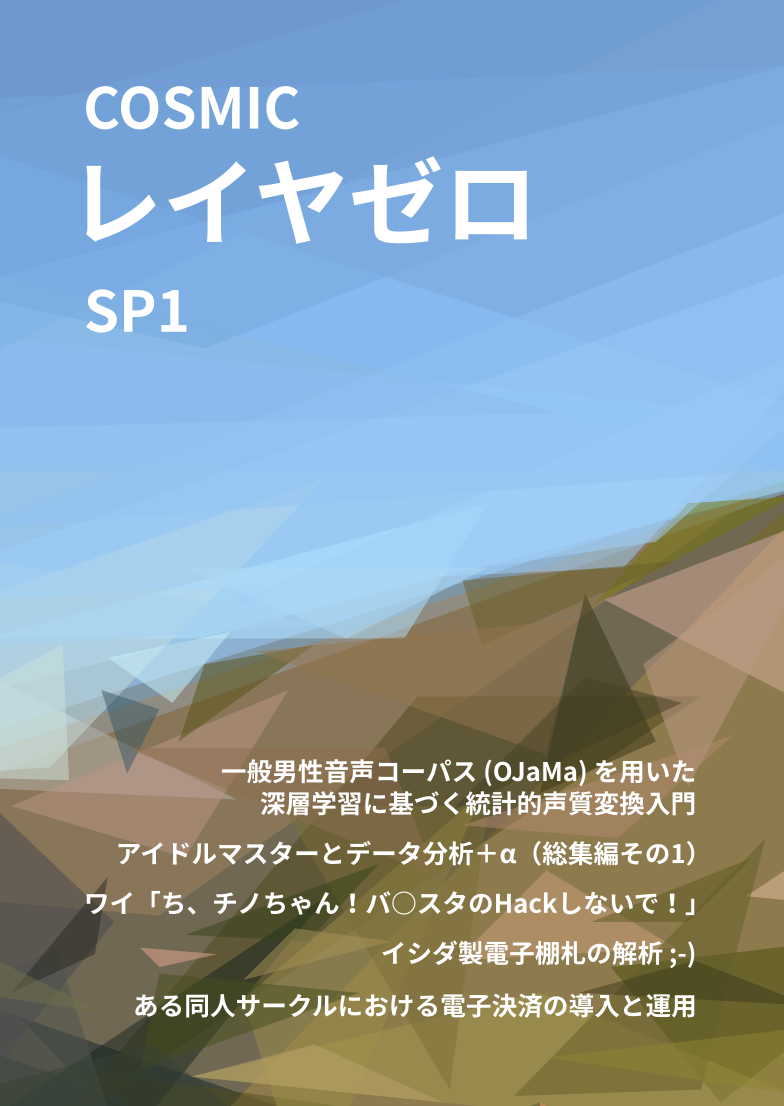 COSMIC
レイヤゼロ
SP1
一般男性音声コーパス (OJaMa) を用いた
深層学習に基づく統計的声質変換入門
アイドルマスターとデータ分析＋α（総集編その1）
ワイ「ち、チノちゃん！バ○スタのHackしないで！」
イシダ製電子棚札の解析 ;-)
ある同人サークルにおける電子決済の導入と運用